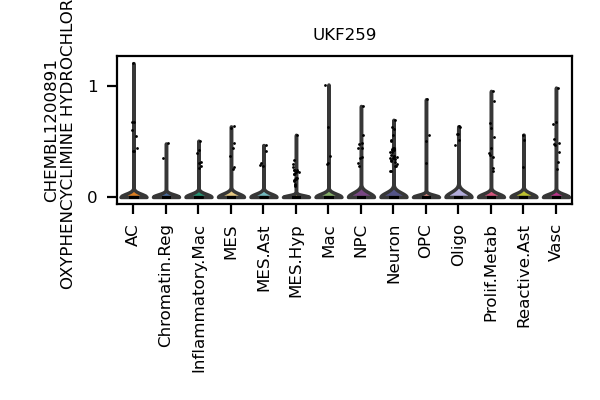 UKF259
CHEMBL1200891
OXYPHENCYCLIMINE HYDROCHLOR
1
0
AC
Chromatin.Reg
Inflammatory.Mac
MES
MES.Ast
MES.Hyp
Mac
NPC
Neuron
OPC
Oligo
Prolif.Metab
Reactive.Ast
Vasc